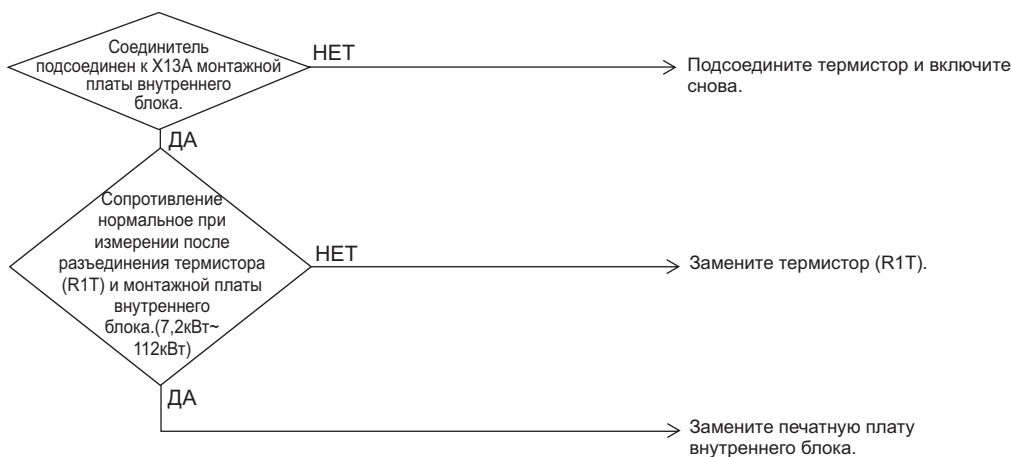 Соединитель
подсоединен к X13A монтажной
платы внутреннего
блока.
НЕТ
Подсоедините термистор и включите
снова.
ДА
Сопротивление
нормальное при
измерении после
разъединения термистора
(R1T) и монтажной платы
внутреннего
блока.(7,2кВт~
112кВт)
НЕТ
Замените термистор (R1T).
ДА
Замените печатную плату
внутреннего блока.